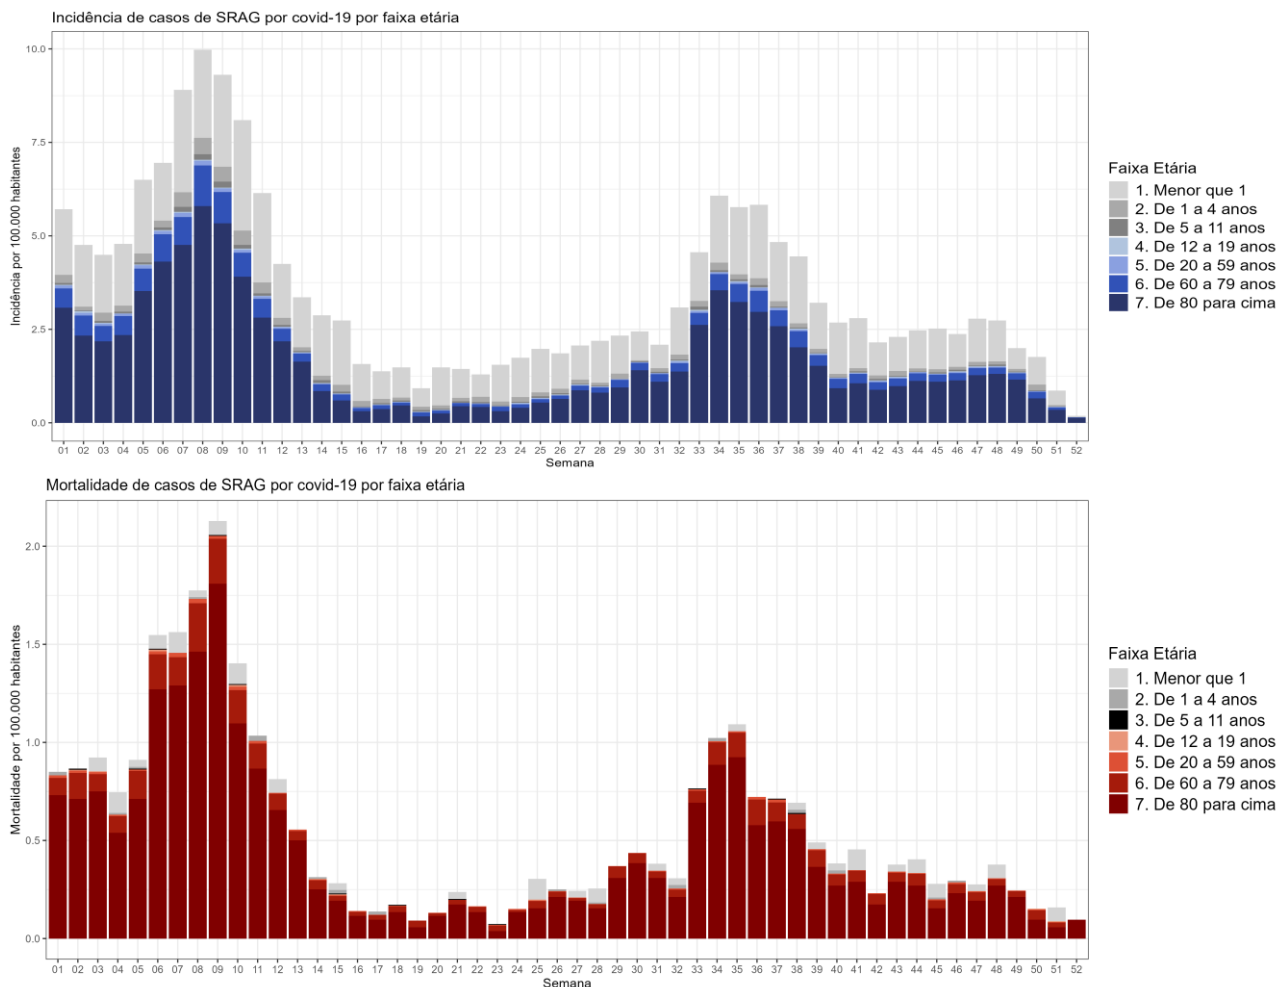 Incidência de casos de SRAG por covid-19 por faixa etária
Incidência por 100.000 habitantes
10.0
7.5
5.0
2.5
0.0
01 02 03 04 05 06 07 08 09 10 11 12 13 14 15 16 17 18 19 20 21 22 23 24 25 26 27 28 29 30 31 32 33 34 35 36 37 38 39 40 41 42 43 44 45 46 47 48 49 50 51 52
Semana
Faixa Etária
1. Menor que 1
2. De 1 a 4 anos
3. De 5 a 11 anos
4. De 12 a 19 anos
5. De 20 a 59 anos
6. De 60 a 79 anos
7. De 80 para cima
Mortalidade de casos de SRAG por covid-19 por faixa etária
Mortalidade por 100.000 habitantes
2.0
1.5
1.0
0.5
0.0
01 02 03 04 05 06 07 08 09 10 11 12 13 14 15 16 17 18 19 20 21 22 23 24 25 26 27 28 29 30 31 32 33 34 35 36 37 38 39 40 41 42 43 44 45 46 47 48 49 50 51 52
Semana
Faixa Etária
1. Menor que 1
2. De 1 a 4 anos
3. De 5 a 11 anos
4. De 12 a 19 anos
5. De 20 a 59 anos
6. De 60 a 79 anos
7. De 80 para cima